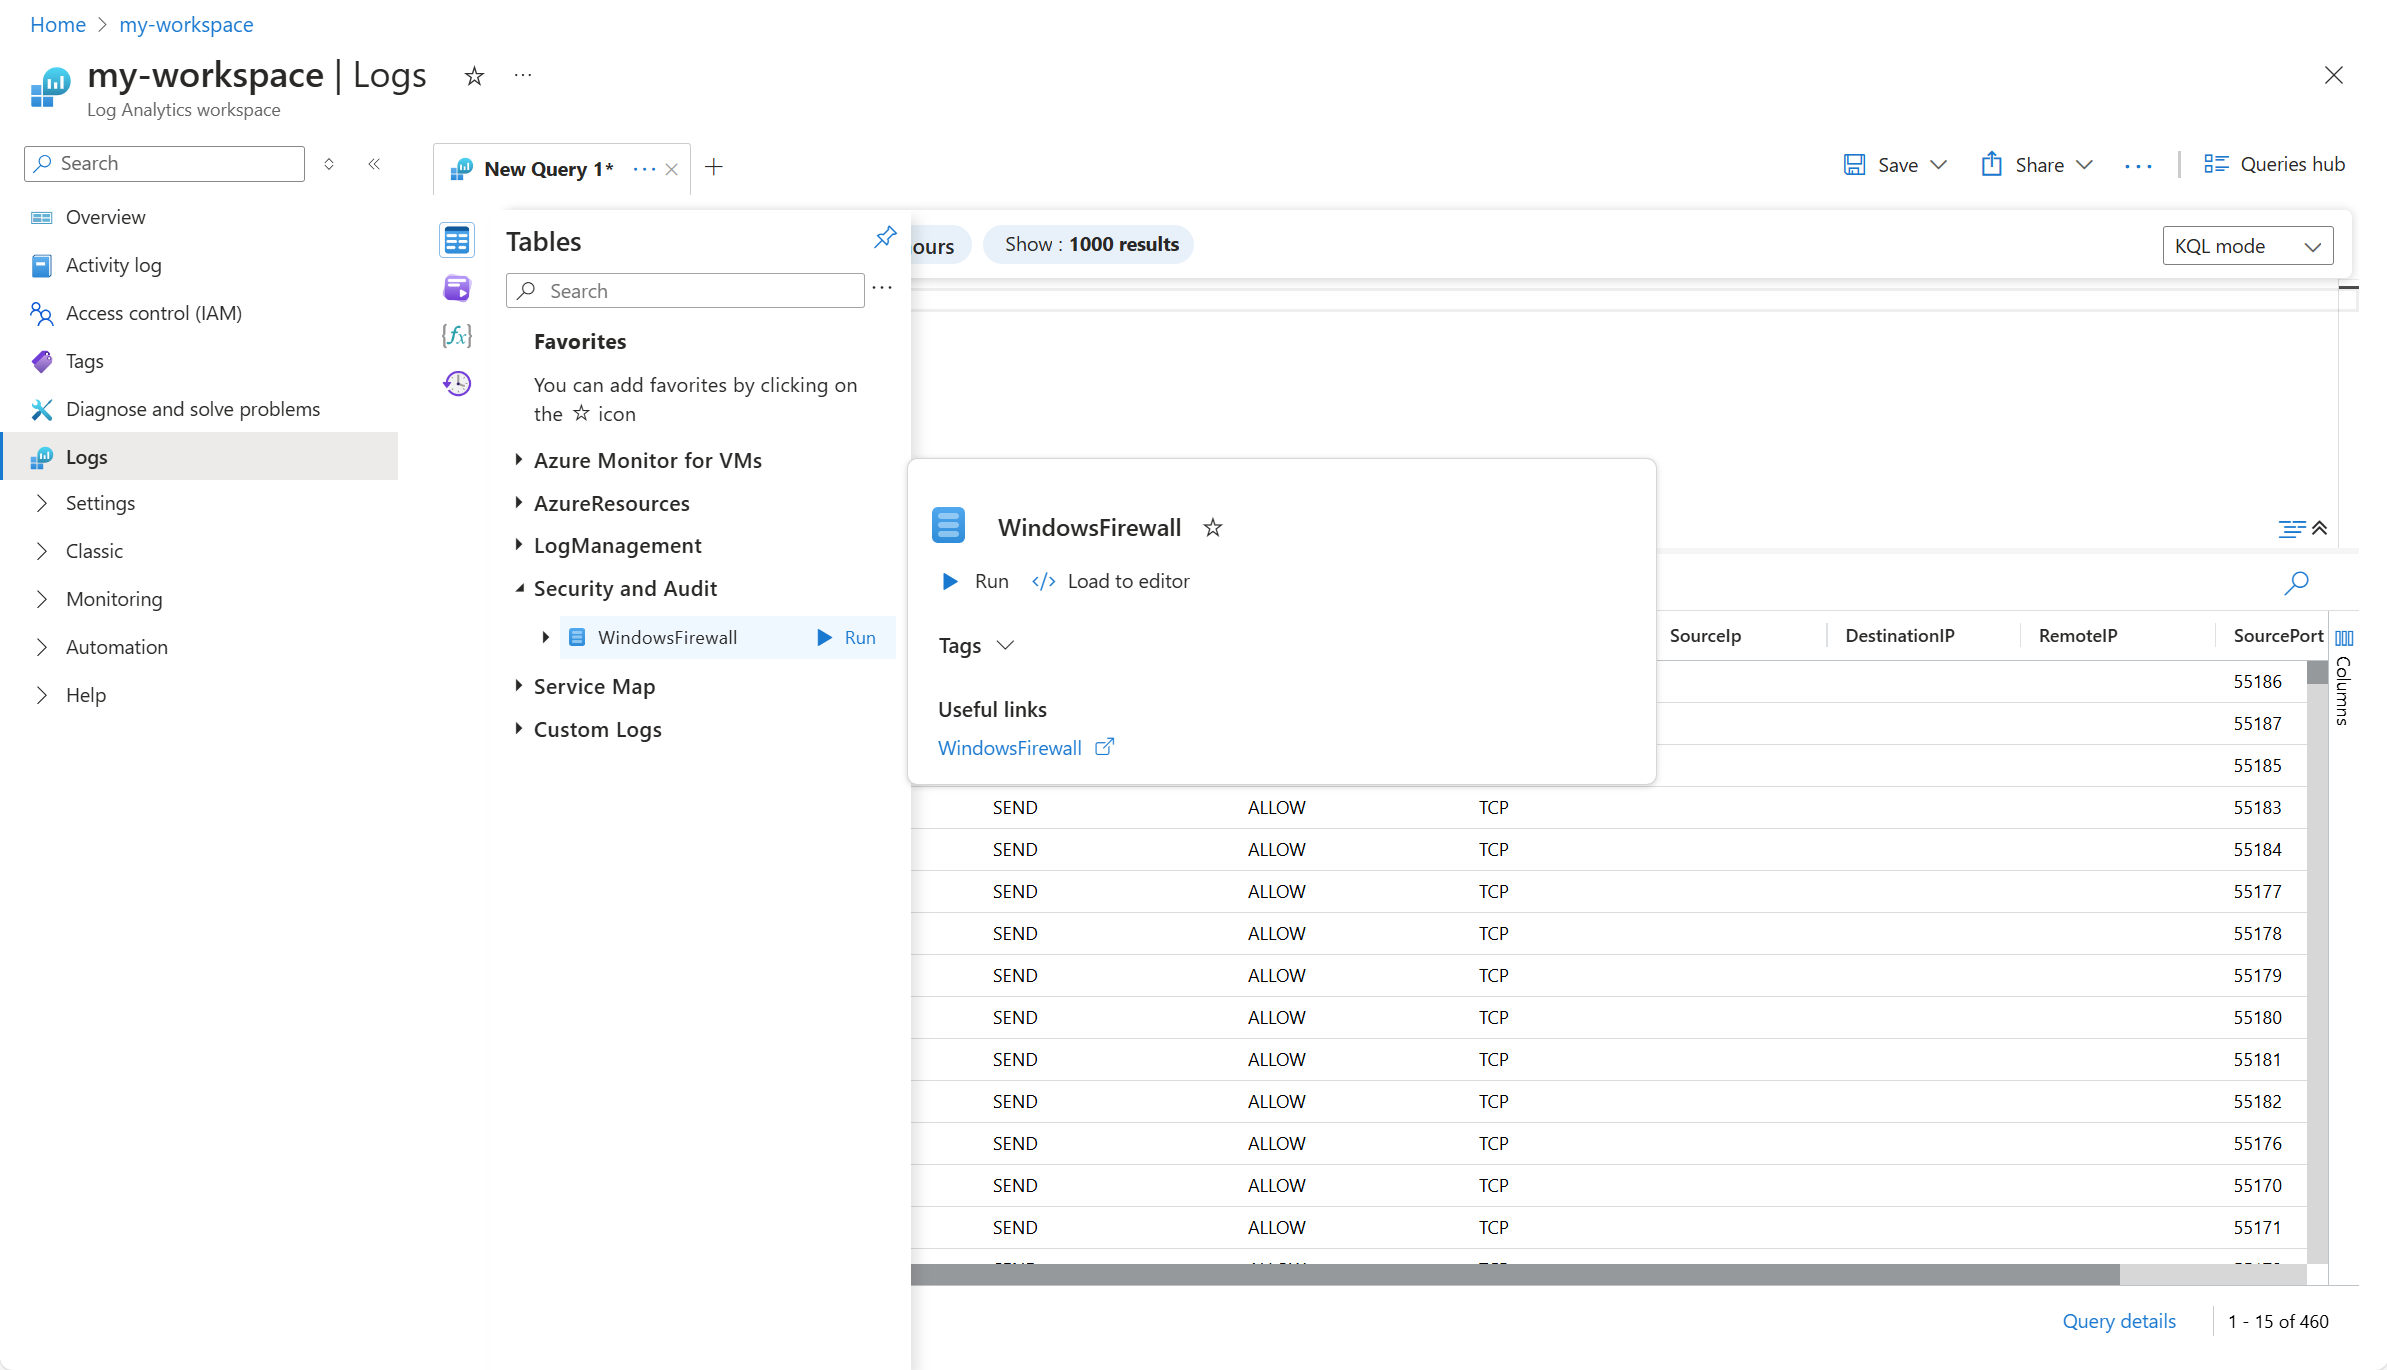 Home > my-workspace
my-workspace | Logs
Log Analytics workspace
Search
Overview
Activity log
Access control (IAM)
Tags
Diagnose and solve problems
Logs
Settings
Classic
Monitoring
Automation
Help
New Query 1*
Save
Share
Queries hub
Tables
Search
Favorites
You can add favorites by clicking on
the ☆ icon
Azure Monitor for VMs
AzureResources
LogManagement
Security and Audit
WindowsFirewall Run
Service Map
Custom Logs
ours
Show : 1000 results
KQL mode
WindowsFirewall
Run </> Load to editor
Tags
Useful links
WindowsFirewall
SourceIp DestinationIP RemoteIP SourcePort
Columns
55186
55187
55185
SEND ALLOW TCP 55183
SEND ALLOW TCP 55184
SEND ALLOW TCP 55177
SEND ALLOW TCP 55178
SEND ALLOW TCP 55179
SEND ALLOW TCP 55180
SEND ALLOW TCP 55181
SEND ALLOW TCP 55182
SEND ALLOW TCP 55176
SEND ALLOW TCP 55170
SEND ALLOW TCP 55171
Query details
1 - 15 of 460